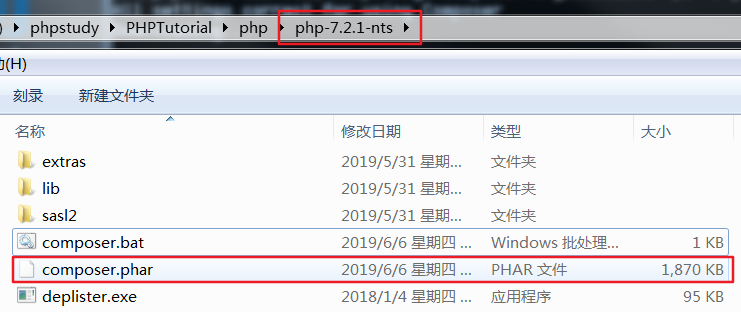 ) ▸ phpstudy ▸ PHPTutorial ▸ php ▸ php-7.2.1-nts ▸
(H)
刻录 新建文件夹
名称 修改日期 类型 大小
extras 2019/5/31 星期... 文件夹
lib 2019/5/31 星期... 文件夹
sasl2 2019/5/31 星期... 文件夹
composer.bat 2019/6/6 星期四 ... Windows 批处理... 1 KB
composer.phar 2019/6/6 星期四 ... PHAR 文件 1,870 KB
deplister.exe 2018/1/4 星期四 ... 应用程序 95 KB